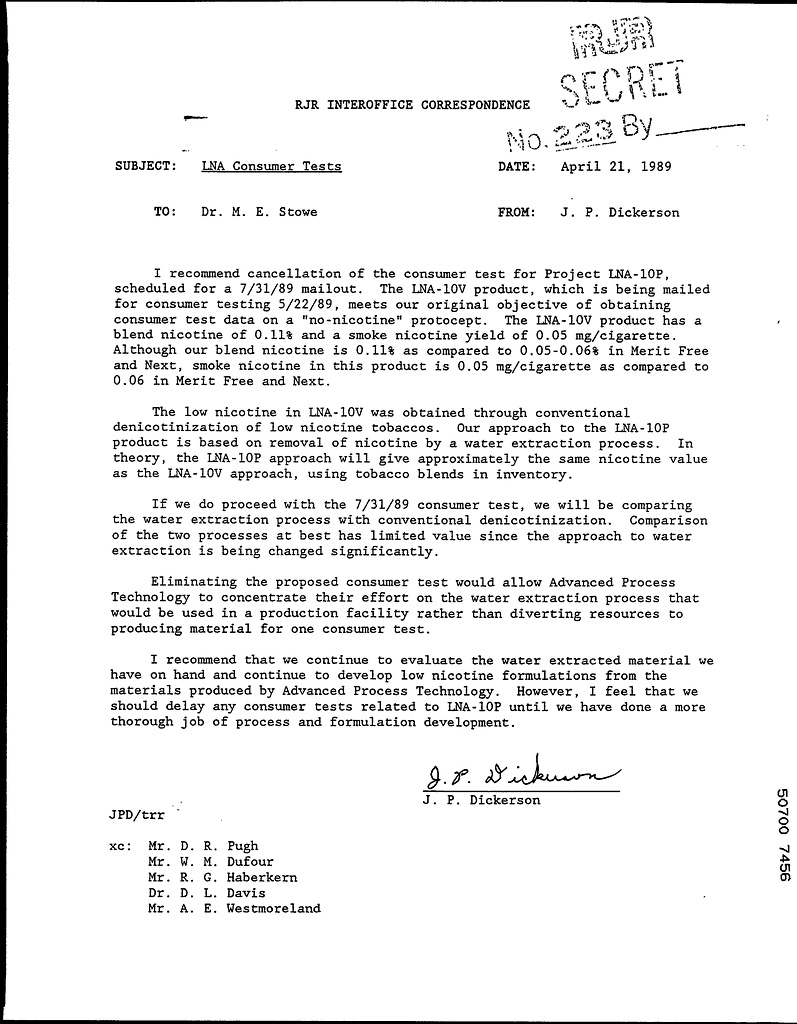 RJR
SECRET
RJR INTEROFFICE CORRESPONDENCE
No. 223 By
SUBJECT: LNA Consumer Tests DATE: April 21, 1989
TO: Dr. M. E. Stowe FROM: J. P. Dickerson
I recommend cancellation of the consumer test for Project LNA-10P,
scheduled for a 7/31/89 mailout. The LNA-10V product, which is being mailed
for consumer testing 5/22/89, meets our original objective of obtaining
consumer test data on a "no-nicotine" protocept. The LNA-10V product has a
blend nicotine of 0.11% and a smoke nicotine yield of 0.05 mg/cigarette.
Although our blend nicotine is 0.11% as compared to 0.05-0.06% in Merit Free
and Next, smoke nicotine in this product is 0.05 mg/cigarette as compared to
0.06 in Merit Free and Next.
The low nicotine in LNA-10V was obtained through conventional
denicotinization of low nicotine tobaccos. Our approach to the LNA-10P
product is based on removal of nicotine by a water extraction process. In
theory, the LNA-10P approach will give approximately the same nicotine value
as the LNA-10V approach, using tobacco blends in inventory.
If we do proceed with the 7/31/89 consumer test, we will be comparing
the water extraction process with conventional denicotinization. Comparison
of the two processes at best has limited value since the approach to water
extraction is being changed significantly.
Eliminating the proposed consumer test would allow Advanced Process
Technology to concentrate their effort on the water extraction process that
would be used in a production facility rather than diverting resources to
producing material for one consumer test.
I recommend that we continue to evaluate the water extracted material we
have on hand and continue to develop low nicotine formulations from the
materials produced by Advanced Process Technology. However, I feel that we
should delay any consumer tests related to LNA-10P until we have done a more
thorough job of process and formulation development.
J. P. Dickerson
J. P. Dickerson
JPD/trr
xc: Mr. D. R. Pugh
Mr. W. M. Dufour
Mr. R. G. Haberkern
Dr. D. L. Davis
Mr. A. E. Westmoreland
50700 7456